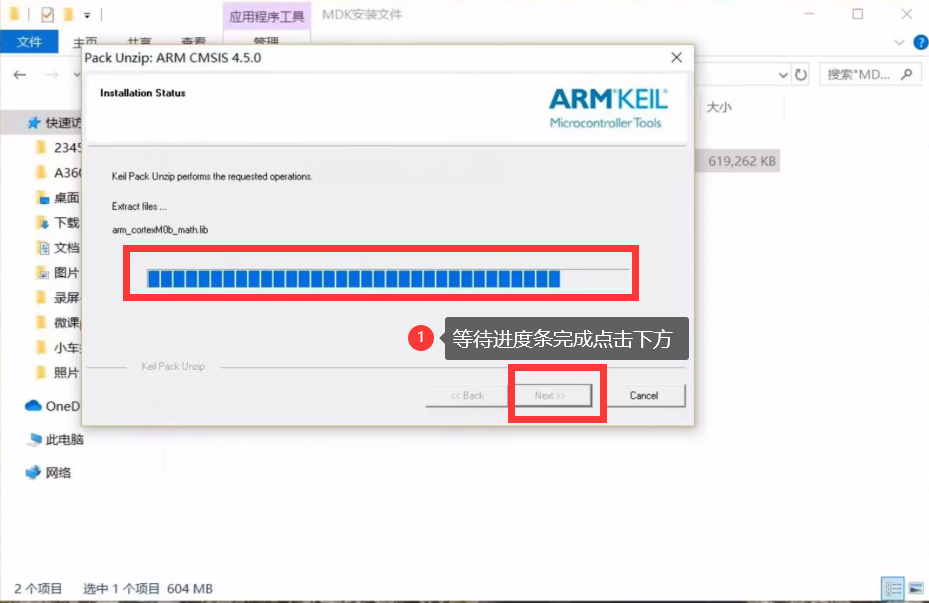 应用程序工具
MDK安装文件
文件
主页
共享
查看
管理
Pack Unzip: ARM CMSIS 4.5.0
搜索"MD...
Installation Status
ARM KEIL
Microcontroller Tools
大小
快速访
2345
619,262 KB
A360
Keil Pack Unzip performs the requested operations.
桌面
Extract files ...
下载
arm_cortexM0b_math.lib
文档
图片
录屏
微课
1
等待进度条完成点击下方
小车
照片
Keil Pack Unzip
<< Back
Next >>
Cancel
OneD
此电脑
网络
2 个项目
选中 1 个项目 604 MB